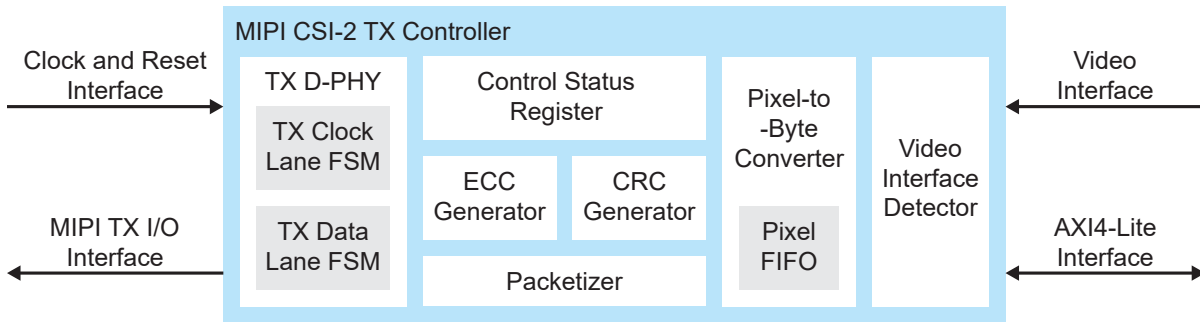 MIPI CSI-2 TX Controller
Clock and Reset
Interface
MIPI TX I/O
Interface
TX D-PHY
TX Clock
Lane FSM
TX Data
Lane FSM
Control Status
Register
ECC
Generator
CRC
Generator
Packetizer
Pixel-to
-Byte
Converter
Pixel
FIFO
Video
Interface
Detector
Video
Interface
AXI4-Lite
Interface